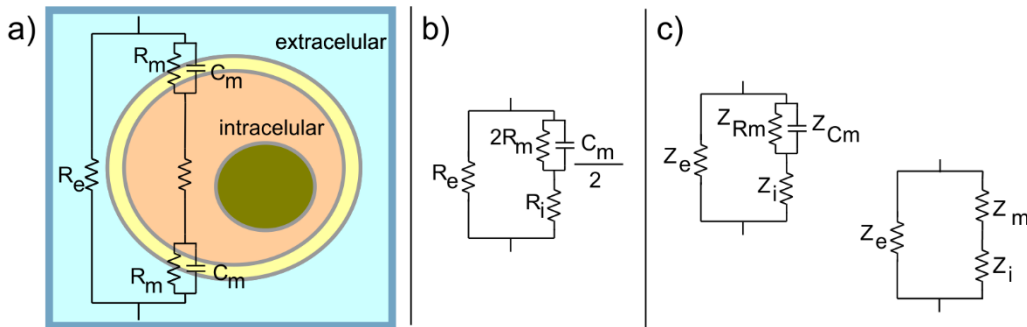 a)
extracelular
Rm
Cm
intracelular
Re
Rm
Cm
b)
2Rm
Cm
2
Re
Ri
c)
ZRm
ZCm
Ze
Zi
Zm
Ze
Zi